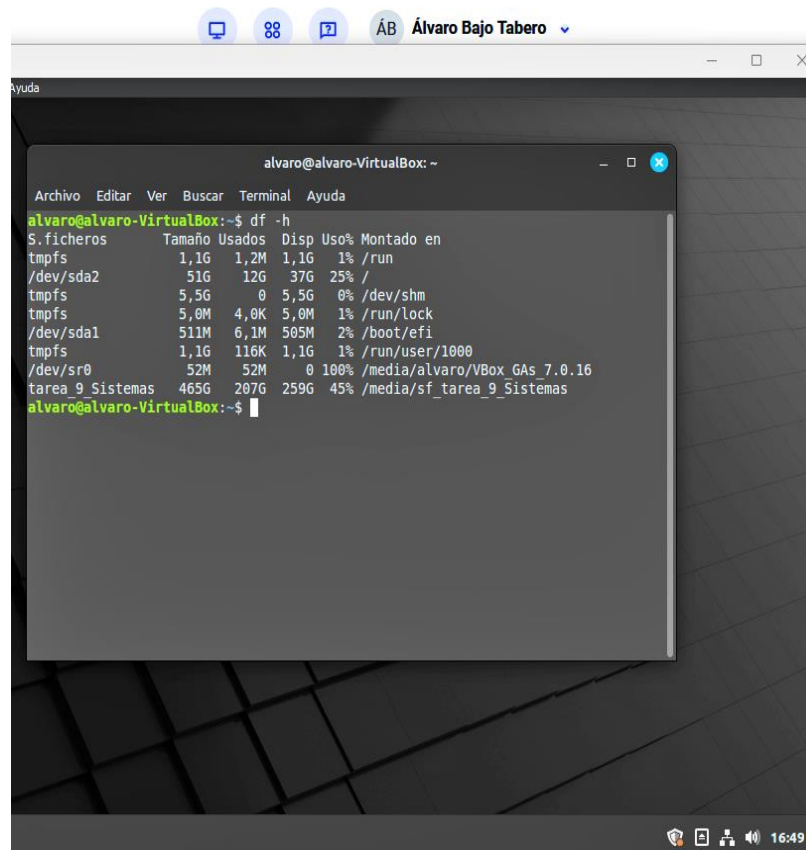 ÁB Álvaro Bajo Tabero
Ayuda
alvaro@alvaro-VirtualBox: ~
Archivo Editar Ver Buscar Terminal Ayuda
alvaro@alvaro-VirtualBox:~$ df -h
S.ficheros Tamaño Usados Disp Uso% Montado en
tmpfs 1,1G 1,2M 1,1G 1% /run
/dev/sda2 51G 12G 37G 25% /
tmpfs 5,5G 0 5,5G 0% /dev/shm
tmpfs 5,0M 4,0K 5,0M 1% /run/lock
/dev/sda1 511M 6,1M 505M 2% /boot/efi
tmpfs 1,1G 116K 1,1G 1% /run/user/1000
/dev/sr0 52M 52M 0 100% /media/alvaro/VBox_GAs_7.0.16
tarea_9_Sistemas 465G 207G 259G 45% /media/sf_tarea_9_Sistemas
alvaro@alvaro-VirtualBox:~$
16:49